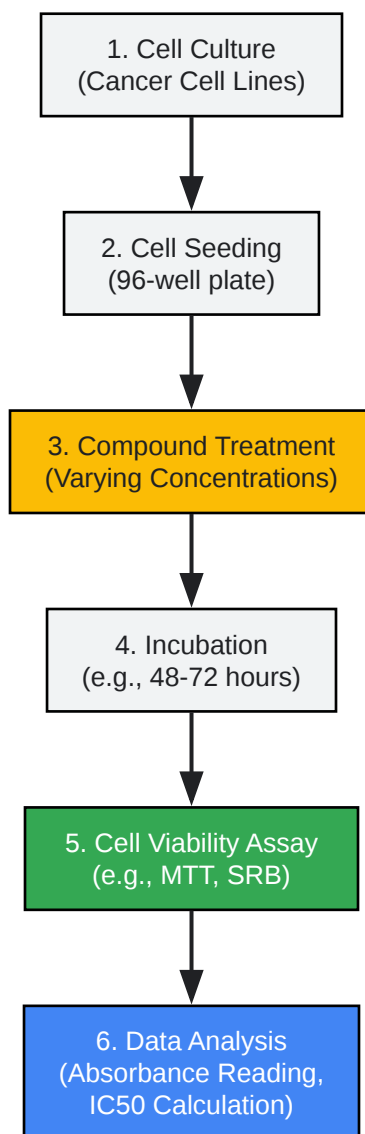 1. Cell Culture
(Cancer Cell Lines)
2. Cell Seeding
(96-well plate)
3. Compound Treatment
(Varying Concentrations)
4. Incubation
(e.g., 48-72 hours)
5. Cell Viability Assay
(e.g., MTT, SRB)
6. Data Analysis
(Absorbance Reading,
IC50 Calculation)